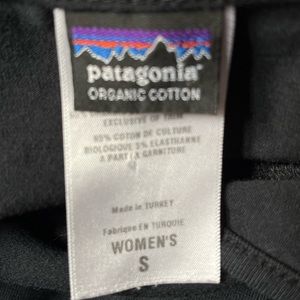 patagonia®
ORGANIC COTTON
EXCLUSIVE OF TRIM
95% COTON DE CULTURE
BIOLOGIQUE 5% ELASTHANNE
A PART LA GARNITURE
Made in TURKEY
Fabriqué EN TURQUIE
WOMEN'S
S